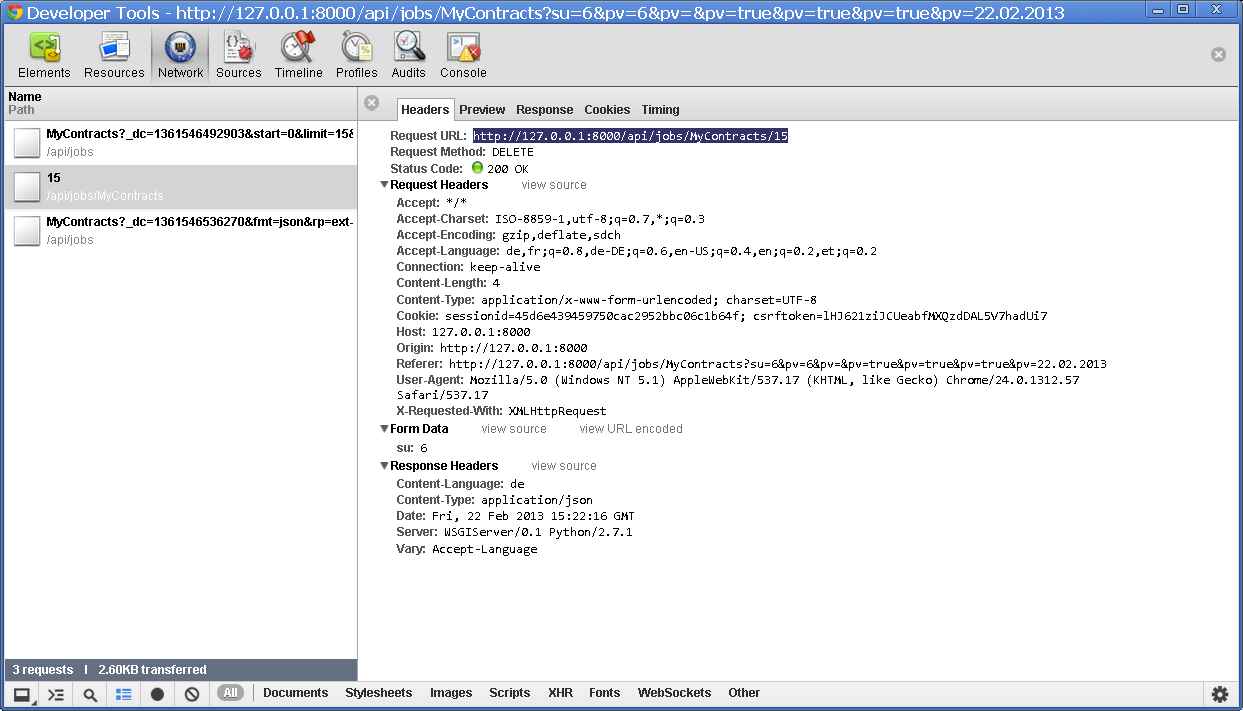 Developer Tools - http://127.0.0.1:8000/api/jobs/MyContracts?su=6&pv=6&pv=&pv=true&pv=true&pv=true&pv=22.02.2013
Elements Resources Network Sources Timeline Profiles Audits Console
Name
Path
MyContracts?_dc=1361546492903&start=0&limit=15&
/api/jobs
15
/api/jobs/MyContracts
MyContracts?_dc=1361546536270&fmt=json&rp=ext-
/api/jobs
3 requests | 2.60KB transferred
Headers Preview Response Cookies Timing
Request URL: http://127.0.0.1:8000/api/jobs/MyContracts/15
Request Method: DELETE
Status Code: 200 OK
Request Headers view source
Accept: */*
Accept-Charset: ISO-8859-1,utf-8;q=0.7,*;q=0.3
Accept-Encoding: gzip,deflate,sdch
Accept-Language: de,fr;q=0.8,de-DE;q=0.6,en-US;q=0.4,en;q=0.2,et;q=0.2
Connection: keep-alive
Content-Length: 4
Content-Type: application/x-www-form-urlencoded; charset=UTF-8
Cookie: sessionid=45d6e439459750cac2952bbc06c1b64f; csrftoken=lHJ621ziJCUeabfMXQzdDAL5V7hadUi7
Host: 127.0.0.1:8000
Origin: http://127.0.0.1:8000
Referer: http://127.0.0.1:8000/api/jobs/MyContracts?su=6&pv=6&pv=&pv=true&pv=true&pv=true&pv=22.02.2013
User-Agent: Mozilla/5.0 (Windows NT 5.1) AppleWebKit/537.17 (KHTML, like Gecko) Chrome/24.0.1312.57
Safari/537.17
X-Requested-With: XMLHttpRequest
Form Data view source view URL encoded
su: 6
Response Headers view source
Content-Language: de
Content-Type: application/json
Date: Fri, 22 Feb 2013 15:22:16 GMT
Server: WSGIServer/0.1 Python/2.7.1
Vary: Accept-Language
All Documents Stylesheets Images Scripts XHR Fonts WebSockets Other